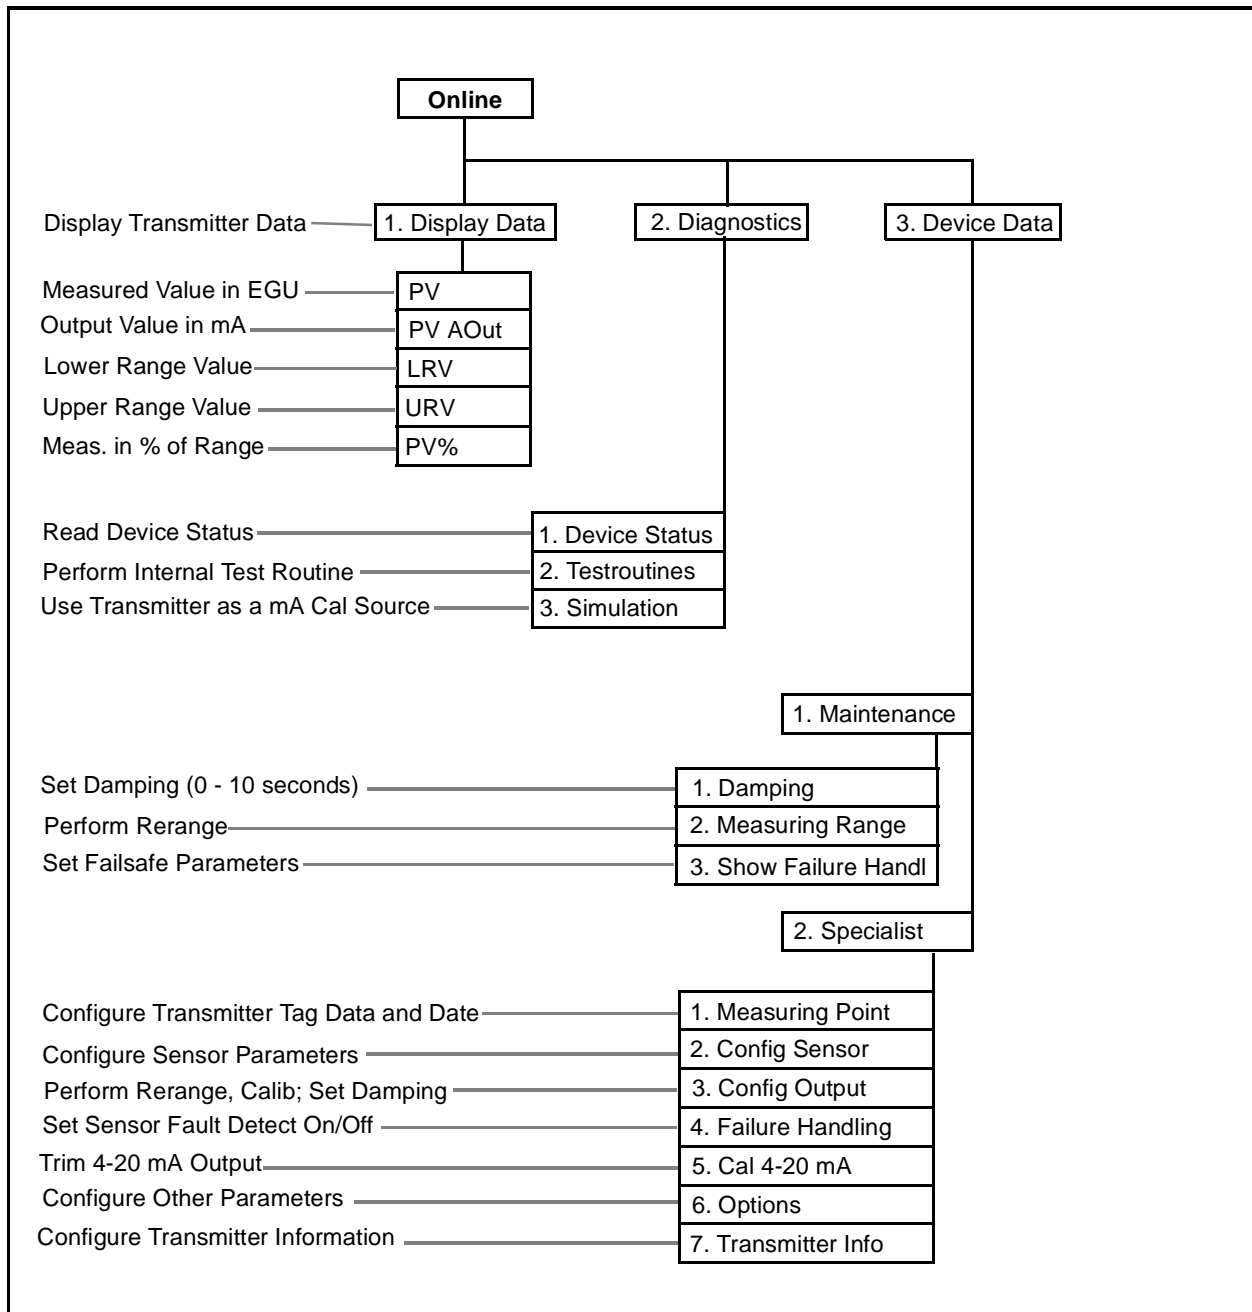 Online
Display Transmitter Data 1. Display Data 2. Diagnostics 3. Device Data
Measured Value in EGU PV
Output Value in mA PV AOut
Lower Range Value LRV
Upper Range Value URV
Meas. in % of Range PV%
Read Device Status 1. Device Status
Perform Internal Test Routine 2. Testroutines
Use Transmitter as a mA Cal Source 3. Simulation
1. Maintenance
Set Damping (0 - 10 seconds) 1. Damping
Perform Rerange 2. Measuring Range
Set Failsafe Parameters 3. Show Failure Handl
2. Specialist
Configure Transmitter Tag Data and Date 1. Measuring Point
Configure Sensor Parameters 2. Config Sensor
Perform Rerange, Calib; Set Damping 3. Config Output
Set Sensor Fault Detect On/Off 4. Failure Handling
Trim 4-20 mA Output 5. Cal 4-20 mA
Configure Other Parameters 6. Options
Configure Transmitter Information 7. Transmitter Info